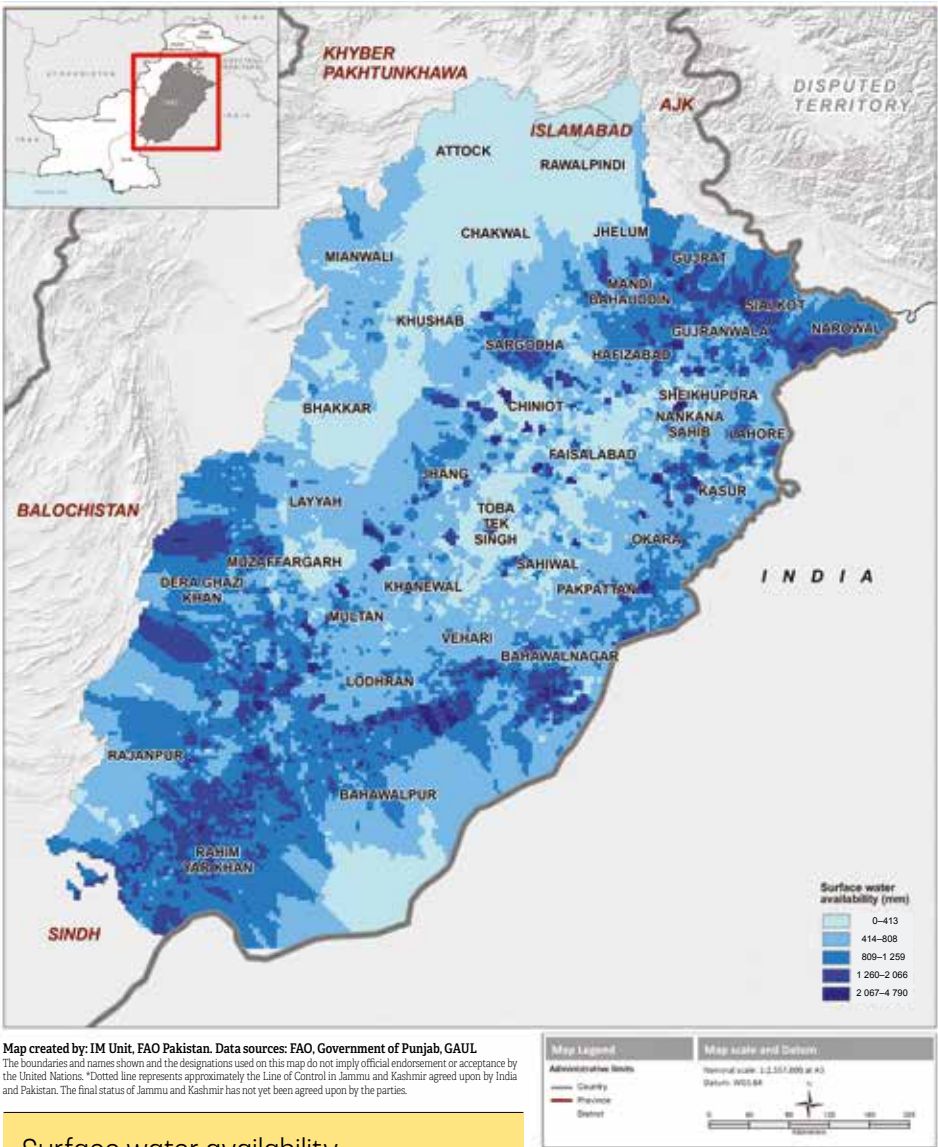 KHYBER
PAKHTUNKHAWA
AJK
DISPUTED
TERRITORY
ISLAMABAD
ATTOCK
RAWALPINDI
CHAKWAL
JHELUM
MIANWALI
GUJRAT
MANDI
BAHAUDDIN
SIALKOT
KHUSHAB
GUJRANWALA
NAROWAL
SARGODHA
HAFIZABAD
SHEIKHUPURA
BHAKKAR
CHINIOT
NANKANA
SAHIB
LAHORE
FAISALABAD
JHANG
KASUR
LAYYAH
BALOCHISTAN
TOBA
TEK
SINGH
OKARA
MUZAFFARGARH
SAHIWAL
INDIA
DERA GHAZI
KHAN
KHANEWAL
PAKPATTAN
MULTAN
VEHARI
BAHAWALNAGAR
LODHRAN
RAJANPUR
BAHAWALPUR
RAHIM
YAR KHAN
SINDH
Surface water
availability (mm)
0–413
414–808
809–1 259
1 260–2 066
2 067–4 790
Map created by: IM Unit, FAO Pakistan. Data sources: FAO, Government of Punjab, GAUL
The boundaries and names shown and the designations used on this map do not imply official endorsement or acceptance by
the United Nations. *Dotted line represents approximately the Line of Control in Jammu and Kashmir agreed upon by India
and Pakistan. The final status of Jammu and Kashmir has not yet been agreed upon by the parties.
Map Legend
Administrative limits
Country
Province
District
Map scale and Datum
Datum: WGS 84
Surface water availability